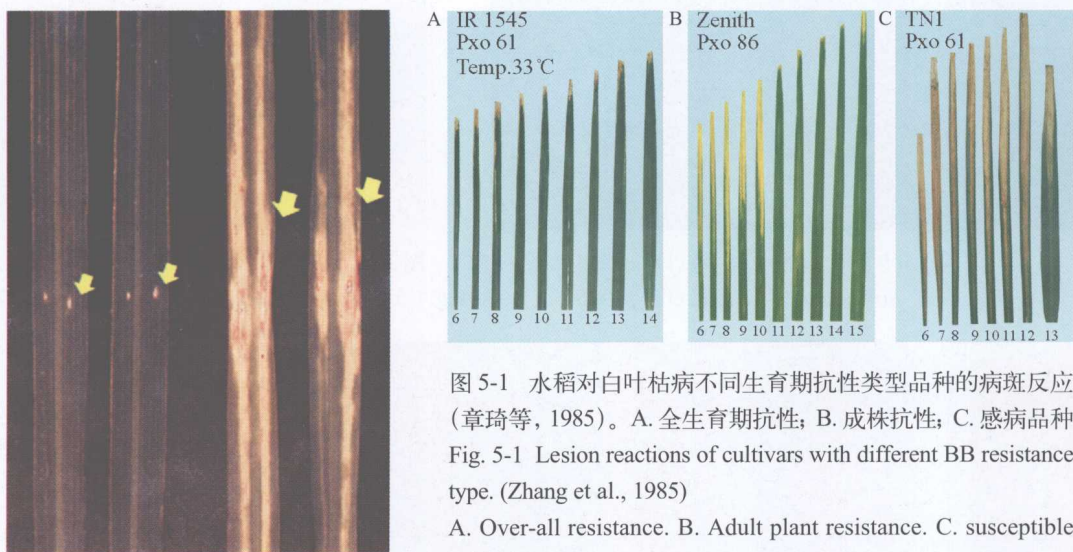 A IR 1545
Pxo 61
Temp.33 ℃
6 7 8 9 10 11 12 13 14
B Zenith
Pxo 86
6 7 8 9 10 11 12 13 14 15
C TN1
Pxo 61
6 7 8 9 10 11 12 13
图 5-1 水稻对白叶枯病不同生育期抗性类型品种的病斑反应
(章琦等, 1985)。A. 全生育期抗性; B. 成株抗性; C. 感病品种
Fig. 5-1 Lesion reactions of cultivars with different BB resistance
type. (Zhang et al., 1985)
A. Over-all resistance. B. Adult plant resistance. C. susceptible